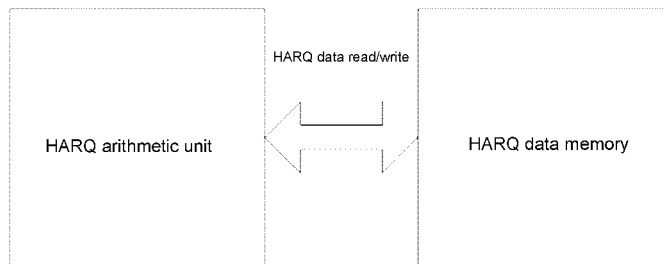 HARQ data read/write
HARQ arithmetic unit
HARQ data memory